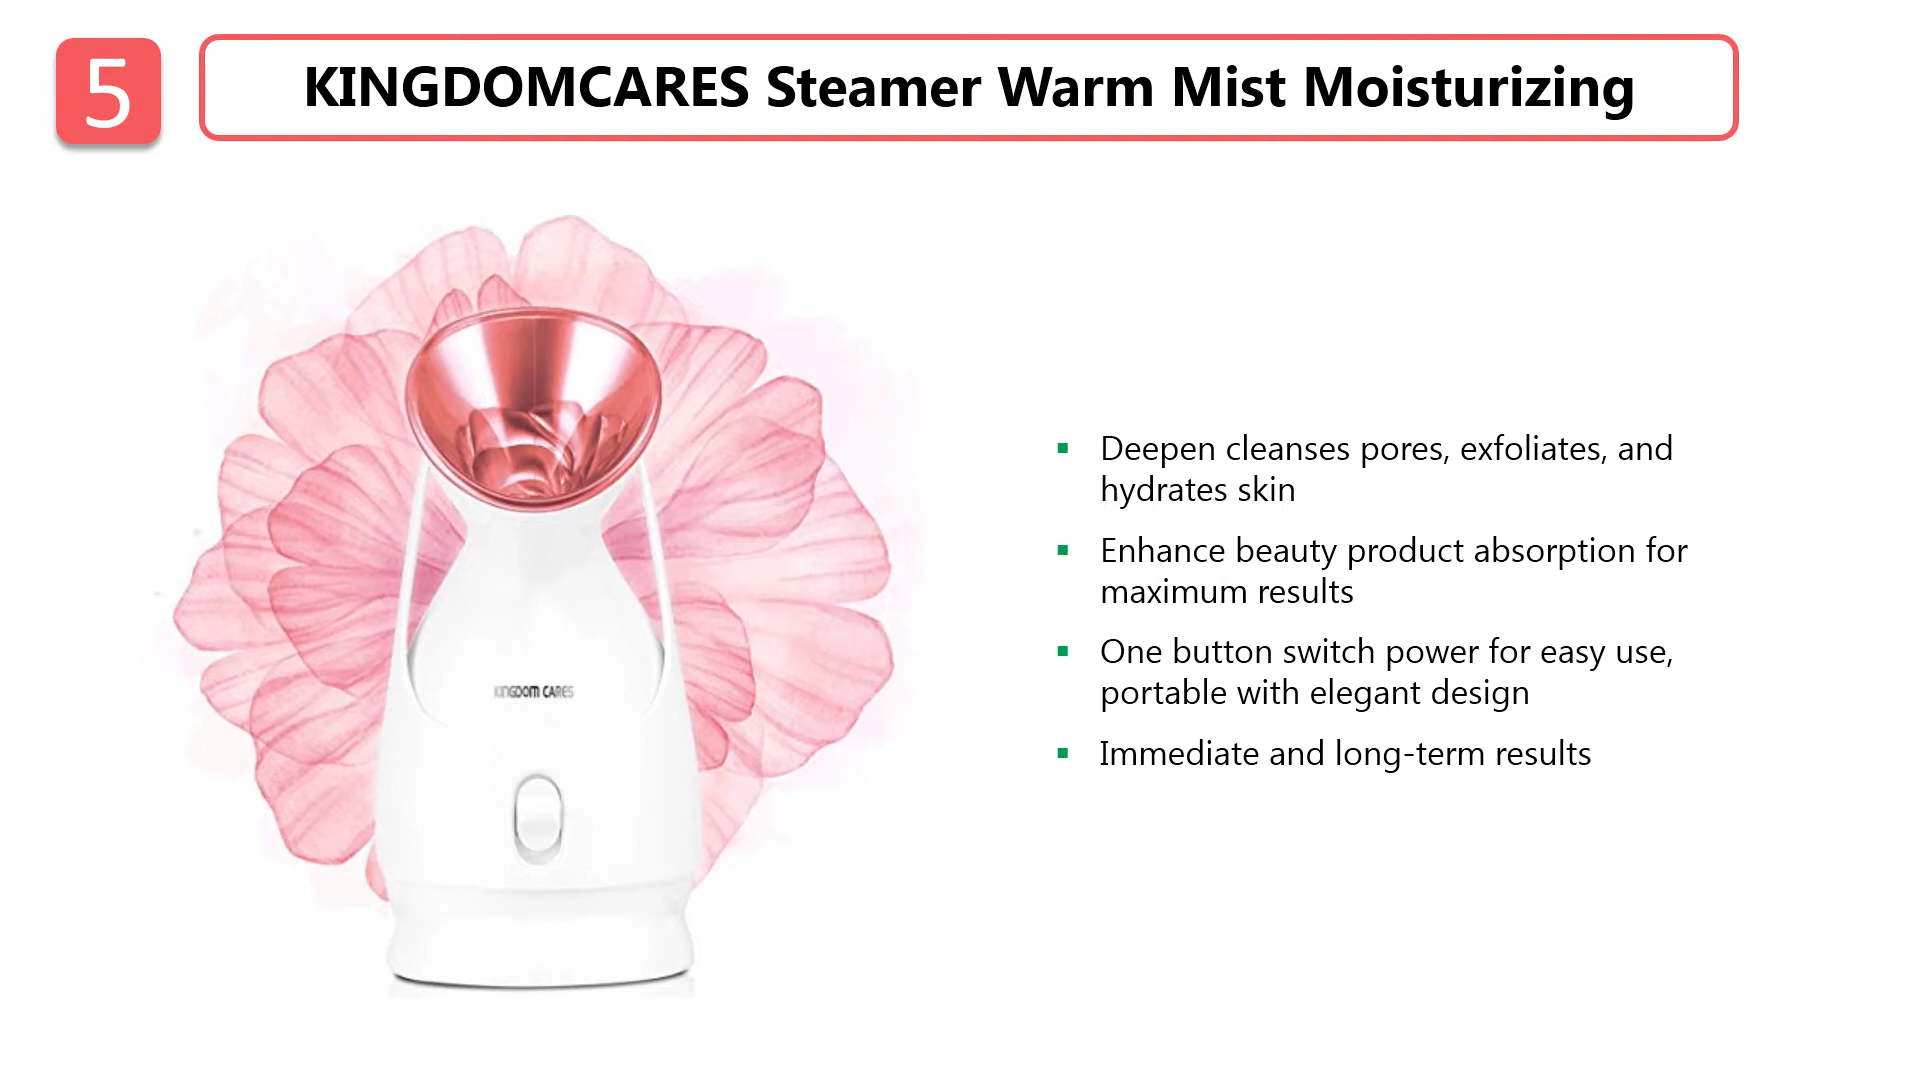 5
KINGDOMCARES Steamer Warm Mist Moisturizing
KINGDOM CARES
▪ Deepen cleanses pores, exfoliates, and
hydrates skin
▪ Enhance beauty product absorption for
maximum results
▪ One button switch power for easy use,
portable with elegant design
▪ Immediate and long-term results